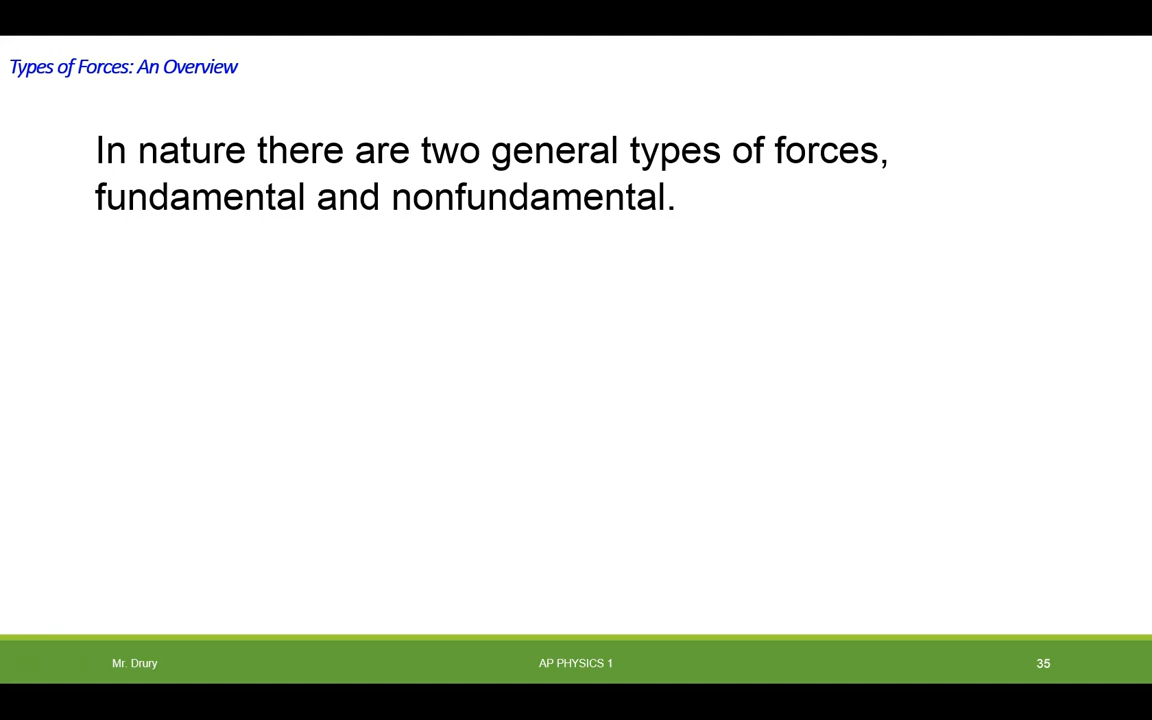 Types of Forces: An Overview
In nature there are two general types of forces,
fundamental and nonfundamental.
Mr. Drury
AP PHYSICS 1
35